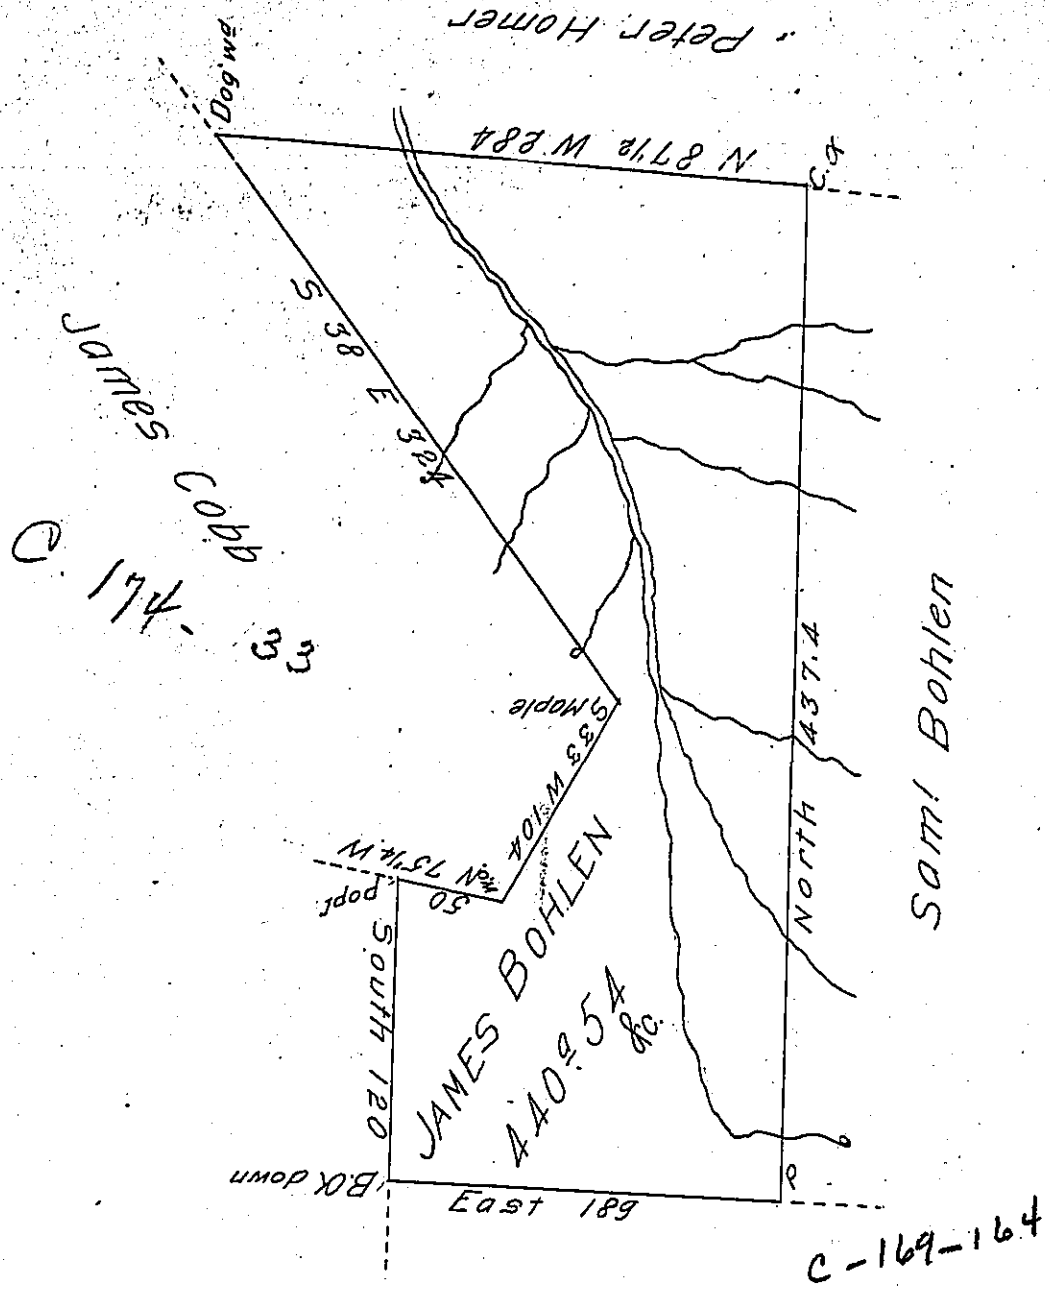 Peter Homer
Dog.wd
N 87½ W 284
C.O
S 38 E 324
James Cobb
C. 174. 33
S Maple
S 33 W 104
N 75¼ W
50
popl
South 120
JAMES BOHLEN
440ª 54
&c.
B.O down
East 189
P
North 437.4
Saml Bohlen
C-169-164